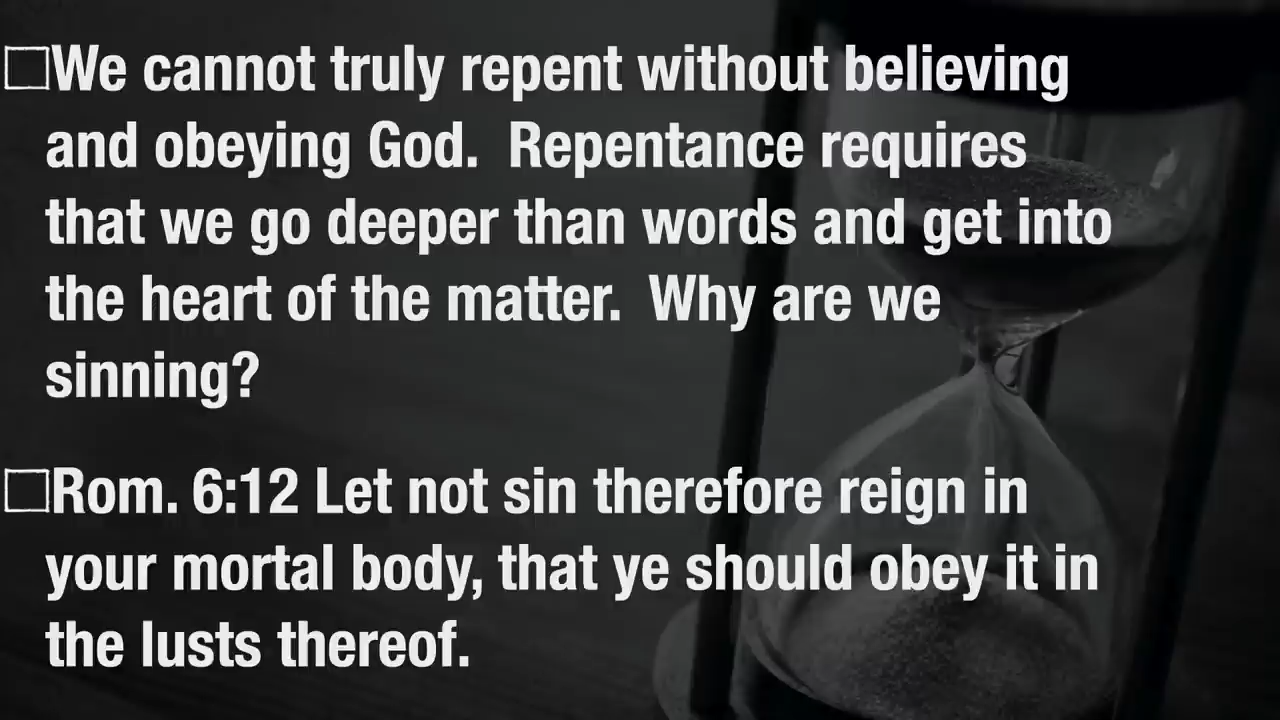 We cannot truly repent without believing
and obeying God.  Repentance requires
that we go deeper than words and get into
the heart of the matter.  Why are we
sinning?
Rom. 6:12 Let not sin therefore reign in
your mortal body, that ye should obey it in
the lusts thereof.